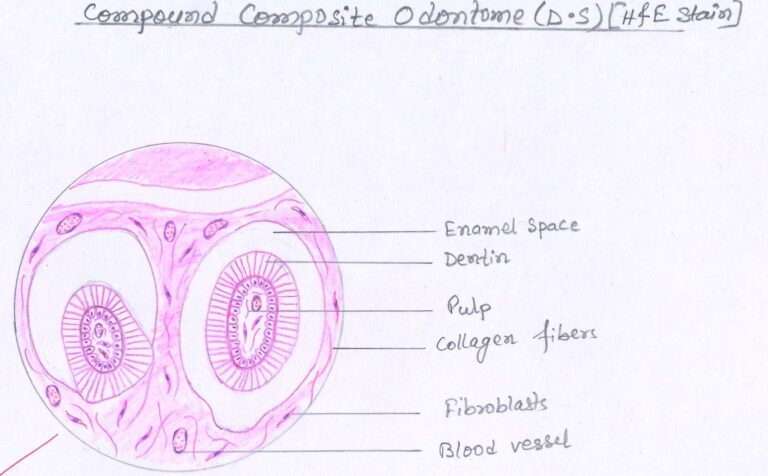 Compound Composite Odontome (D.S) [H&E Stain]
Enamel Space
Dentin
Pulp
Collagen fibers
Fibroblasts
Blood vessel